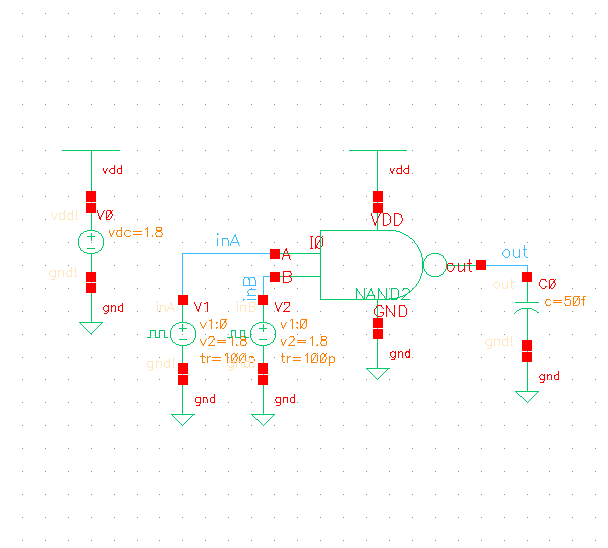 vdd
vdd
vdd!
V0
VDD
vdc=1.8
inA
I0
A
out
out
gnd!
B
inB
NAND2
out
C0
c=50f
gnd
inA
V1
inB
V2
GND
v1:0
v1:0
v2=1.8
v2=1.8
gnd!
tr=100p
tr=100p
gnd
gnd!
gnd!
gnd
gnd
gnd